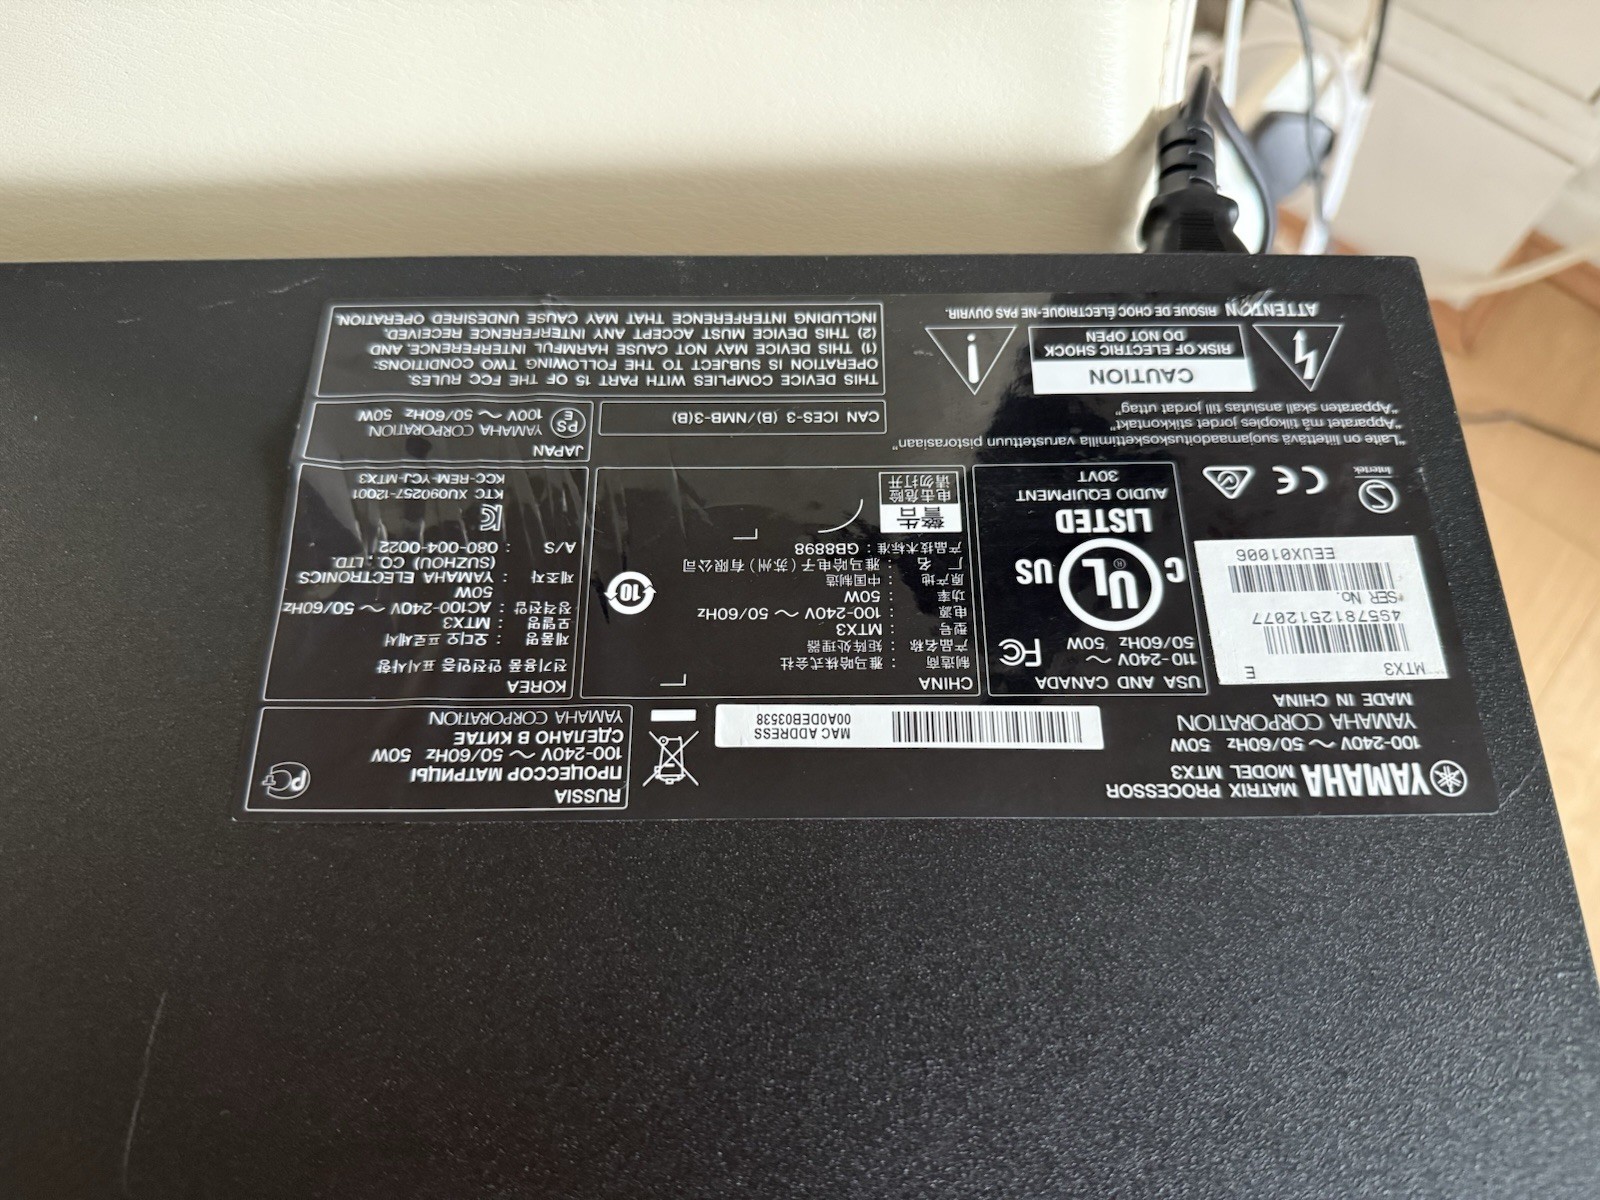 YAMAHA MATRIX PROCESSOR
MODEL MTX3
100-240V ～ 50/60Hz 50W
YAMAHA CORPORATION
MADE IN CHINA
MTX3 E
4957812512077
*SER No.
EEUX01006
Intertek
S
CE
"Laite on liitettävä suojamaadoituskoskettimilla varustettuun pistorasiaan"
"Apparatet må tilkoples jordet stikkontakt"
"Apparaten skall anslutas till jordat uttag"
CAUTION
RISK OF ELECTRIC SHOCK
DO NOT OPEN
ATTENTION RISQUE DE CHOC ÉLECTRIQUE-NE PAS OUVRIR.
MAC ADDRESS
00A0DEB03538
USA AND CANADA
110-240V ～
50/60Hz 50W
FC
C UL US
LISTED
AUDIO EQUIPMENT
30VT
CHINA
制造商 : 雅马哈株式会社
产品名称 : 矩阵处理器
型号 : MTX3
电源 : 100-240V ～ 50/60Hz
功率 : 50W
原产地 : 中国制造
厂名 : 雅马哈电子（苏州）有限公司
产品技术标准 : GB8898
10
警告
电击危险
请勿打开
CAN ICES-3 (B)/NMB-3(B)
THIS DEVICE COMPLIES WITH PART 15 OF THE FCC RULES.
OPERATION IS SUBJECT TO THE FOLLOWING TWO CONDITIONS:
(1) THIS DEVICE MAY NOT CAUSE HARMFUL INTERFERENCE, AND
(2) THIS DEVICE MUST ACCEPT ANY INTERFERENCE RECEIVED,
INCLUDING INTERFERENCE THAT MAY CAUSE UNDESIRED OPERATION.
RUSSIA
ПРОЦЕССОР МАТРИЦЫ
100-240V ～ 50/60Hz 50W
СДЕЛАНО В КИТАЕ
YAMAHA CORPORATION
KOREA
전기용품 안전인증 표시사항
제품명 : 오디오 프로세서
모델명 : MTX3
정격전압 : AC100-240V ～ 50/60Hz
50W
제조자 : YAMAHA ELECTRONICS
(SUZHOU) CO., LTD.
A/S : 080-004-0022
KTC XU090257-12001
KCC-REM-YCJ-MTX3
JAPAN
YAMAHA CORPORATION
100V ～ 50/60Hz 50W
PS
E